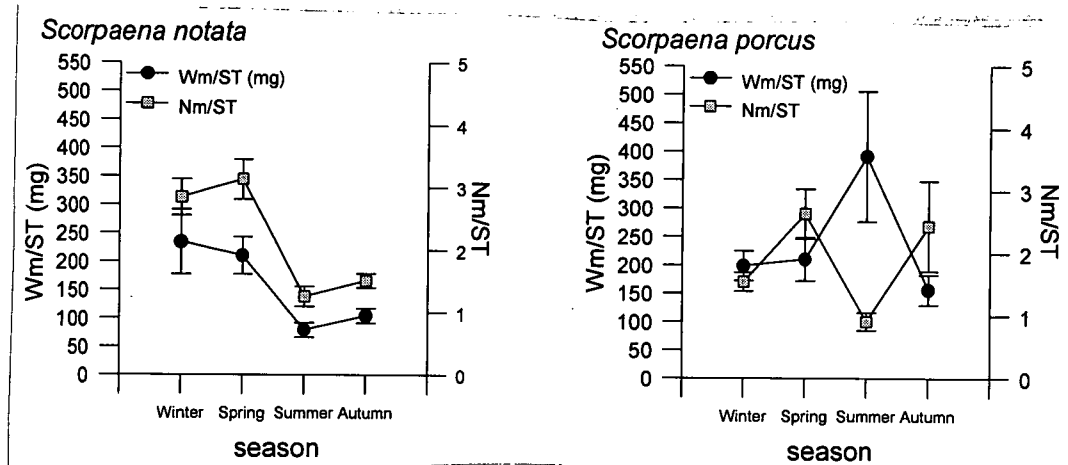 Scorpaena notata
550
500
450
400
350
300
250
200
150
100
50
0
Wm/ST (mg)
Wm/ST (mg)
Nm/ST
5
4
3
2
1
0
Nm/ST
Winter Spring Summer Autumn
season
Scorpaena porcus
550
500
450
400
350
300
250
200
150
100
50
0
Wm/ST (mg)
Wm/ST (mg)
Nm/ST
5
4
3
2
1
0
Nm/ST
Winter Spring Summer Autumn
season